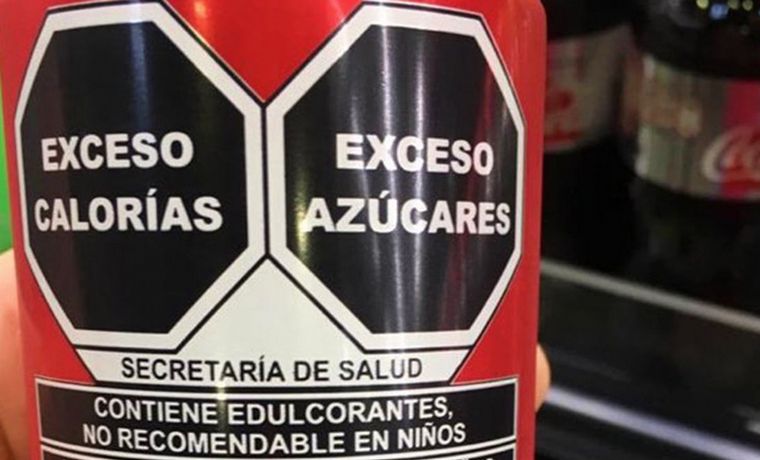 EXCESO
CALORÍAS
EXCESO
AZÚCARES
SECRETARÍA DE SALUD
CONTIENE EDULCORANTES,
NO RECOMENDABLE EN NIÑOS